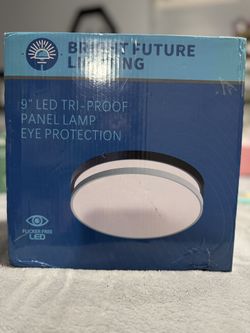 BRIGHT FUTURE
LIGHTING
9" LED TRI-PROOF
PANEL LAMP
EYE PROTECTION
FLICKER FREE
LED